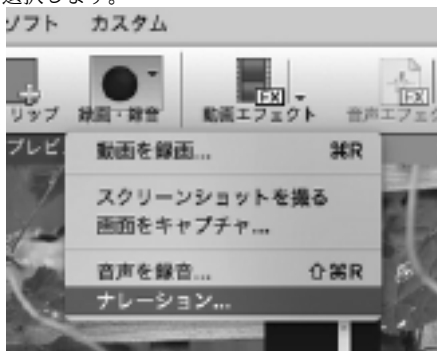 選択します。
ソフト カスタム
リップ 録画・録音 動画エフェクト 音声エフェク
FX FX
プレビ
動画を録画... ⌘R
スクリーンショットを撮る
画面をキャプチャ...
音声を録音... ⇧⌘R
ナレーション...